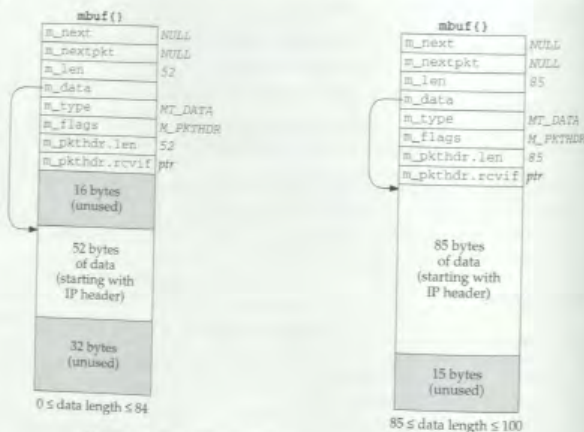 mbuf{}
m_next NULL
m_nextpkt NULL
m_len 52
m_data
m_type MT_DATA
m_flags M_PKTHDR
m_pkthdr.len 52
m_pkthdr.rcvif ptr
16 bytes
(unused)
52 bytes
of data
(starting with
IP header)
32 bytes
(unused)
0 ≤ data length ≤ 84
mbuf{}
m_next NULL
m_nextpkt NULL
m_len 85
m_data
m_type MT_DATA
m_flags M_PKTHDR
m_pkthdr.len 85
m_pkthdr.rcvif ptr
85 bytes
of data
(starting with
IP header)
15 bytes
(unused)
85 ≤ data length ≤ 100